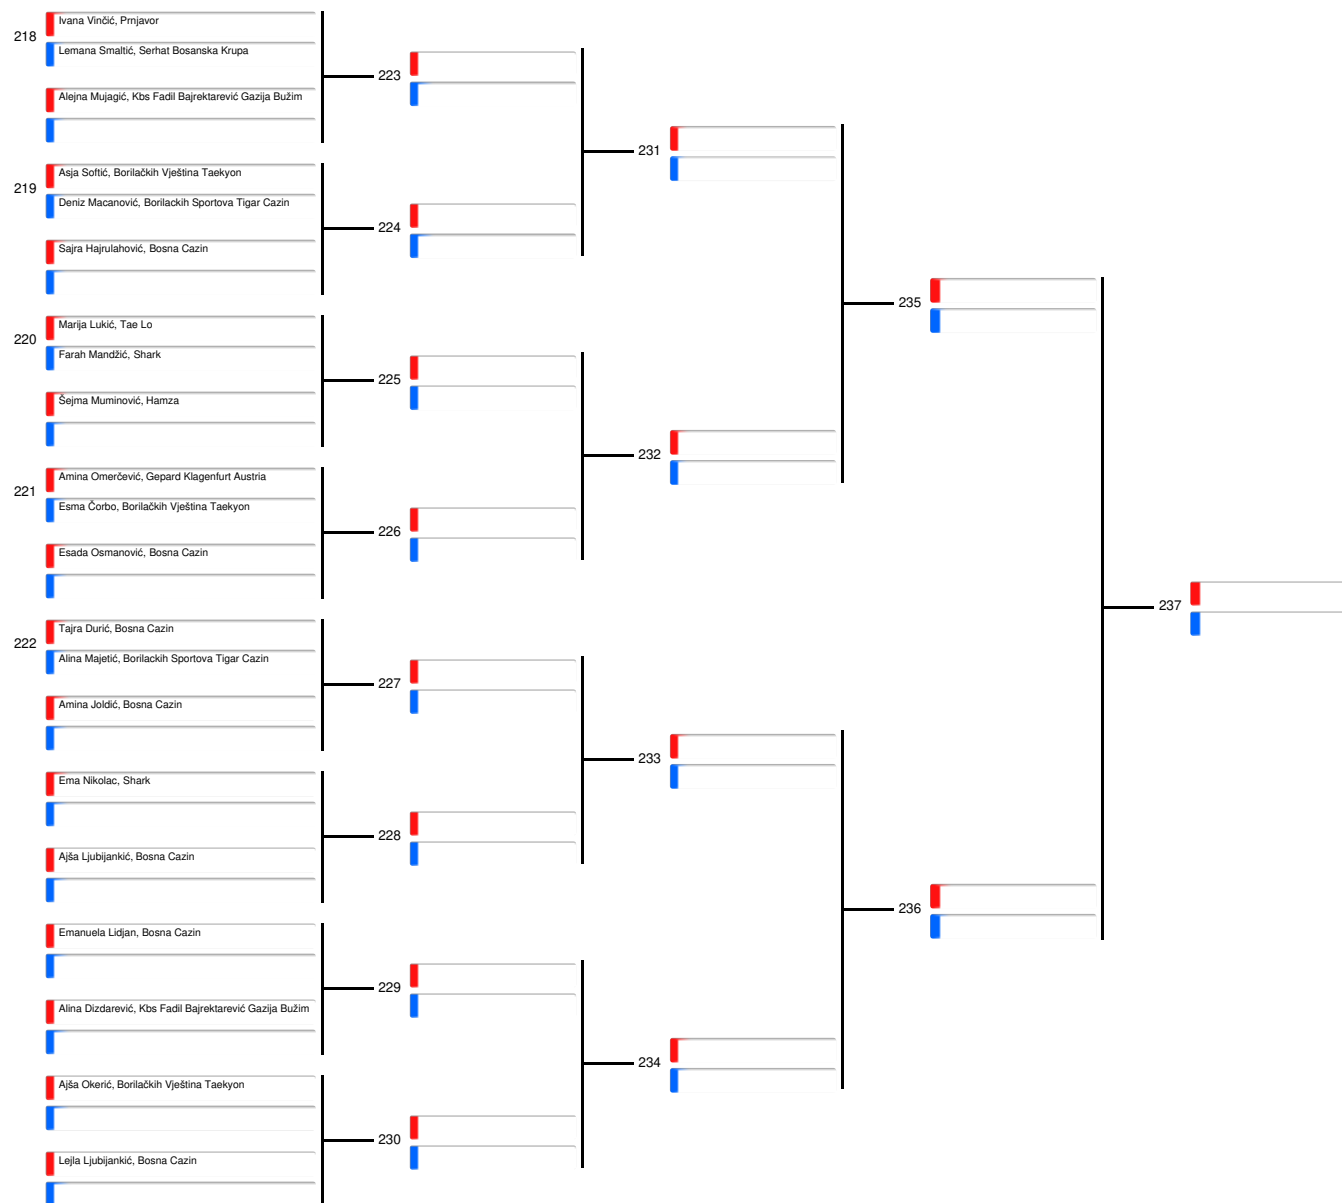 218
Ivana Vinčić, Prnjavor
Lemana Smaltić, Serhat Bosanska Krupa
Alejna Mujagić, Kbs Fadil Bajrektarević Gazija Bužim
219
Asja Softić, Borilačkih Vještina Taekyon
Deniz Macanović, Borilackih Sportova Tigar Cazin
Sajra Hajrulahović, Bosna Cazin
220
Marija Lukić, Tae Lo
Farah Mandžić, Shark
Šejma Muminović, Hamza
221
Amina Omerčević, Gepard Klagenfurt Austria
Esma Čorbo, Borilačkih Vještina Taekyon
Esada Osmanović, Bosna Cazin
222
Tajra Durić, Bosna Cazin
Alina Majetić, Borilackih Sportova Tigar Cazin
Amina Joldić, Bosna Cazin
Ema Nikolac, Shark
Ajša Ljubijankić, Bosna Cazin
Emanuela Lidjan, Bosna Cazin
Alina Dizdarević, Kbs Fadil Bajrektarević Gazija Bužim
Ajša Okerić, Borilačkih Vještina Taekyon
Lejla Ljubijankić, Bosna Cazin
223
224
225
226
227
228
229
230
231
232
233
234
235
236
237